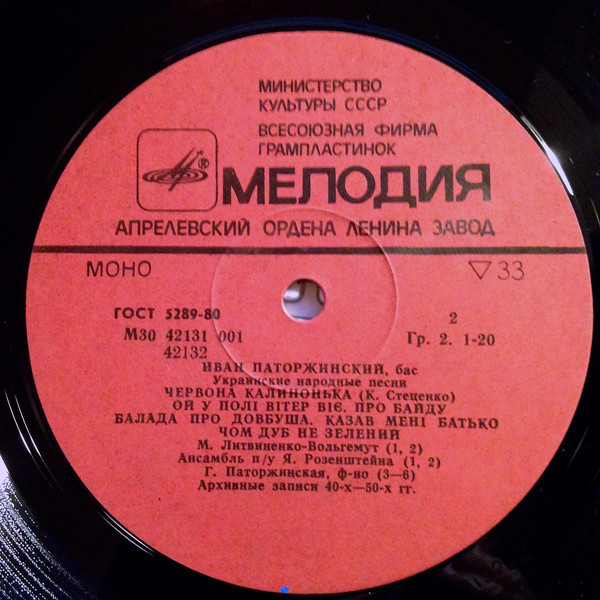 МИНИСТЕРСТВО
КУЛЬТУРЫ СССР
ВСЕСОЮЗНАЯ ФИРМА
ГРАМПЛАСТИНОК
®
МЕЛОДИЯ
АПРЕЛЕВСКИЙ ОРДЕНА ЛЕНИНА ЗАВОД
МОНО ▽33
ГОСТ 5289-80 2
М30 42131 001 Гр. 2. 1-20
42132
ИВАН ПАТОРЖИНСКИЙ, бас
Украинские народные песни
ЧЕРВОНА КАЛИНОНЬКА (К. Стеценко)
ОЙ У ПОЛІ ВІТЕР ВІЄ. ПРО БАЙДУ
БАЛАДА ПРО ДОВБУША. КАЗАВ МЕНІ БАТЬКО
ЧОМ ДУБ НЕ ЗЕЛЕНИЙ
М. Литвиненко-Вольгемут (1, 2)
Ансамбль п/у Я. Розенштейна (1, 2)
Г. Паторжинская, ф-но (3—6)
Архивные записи 40-х—50-х гг.